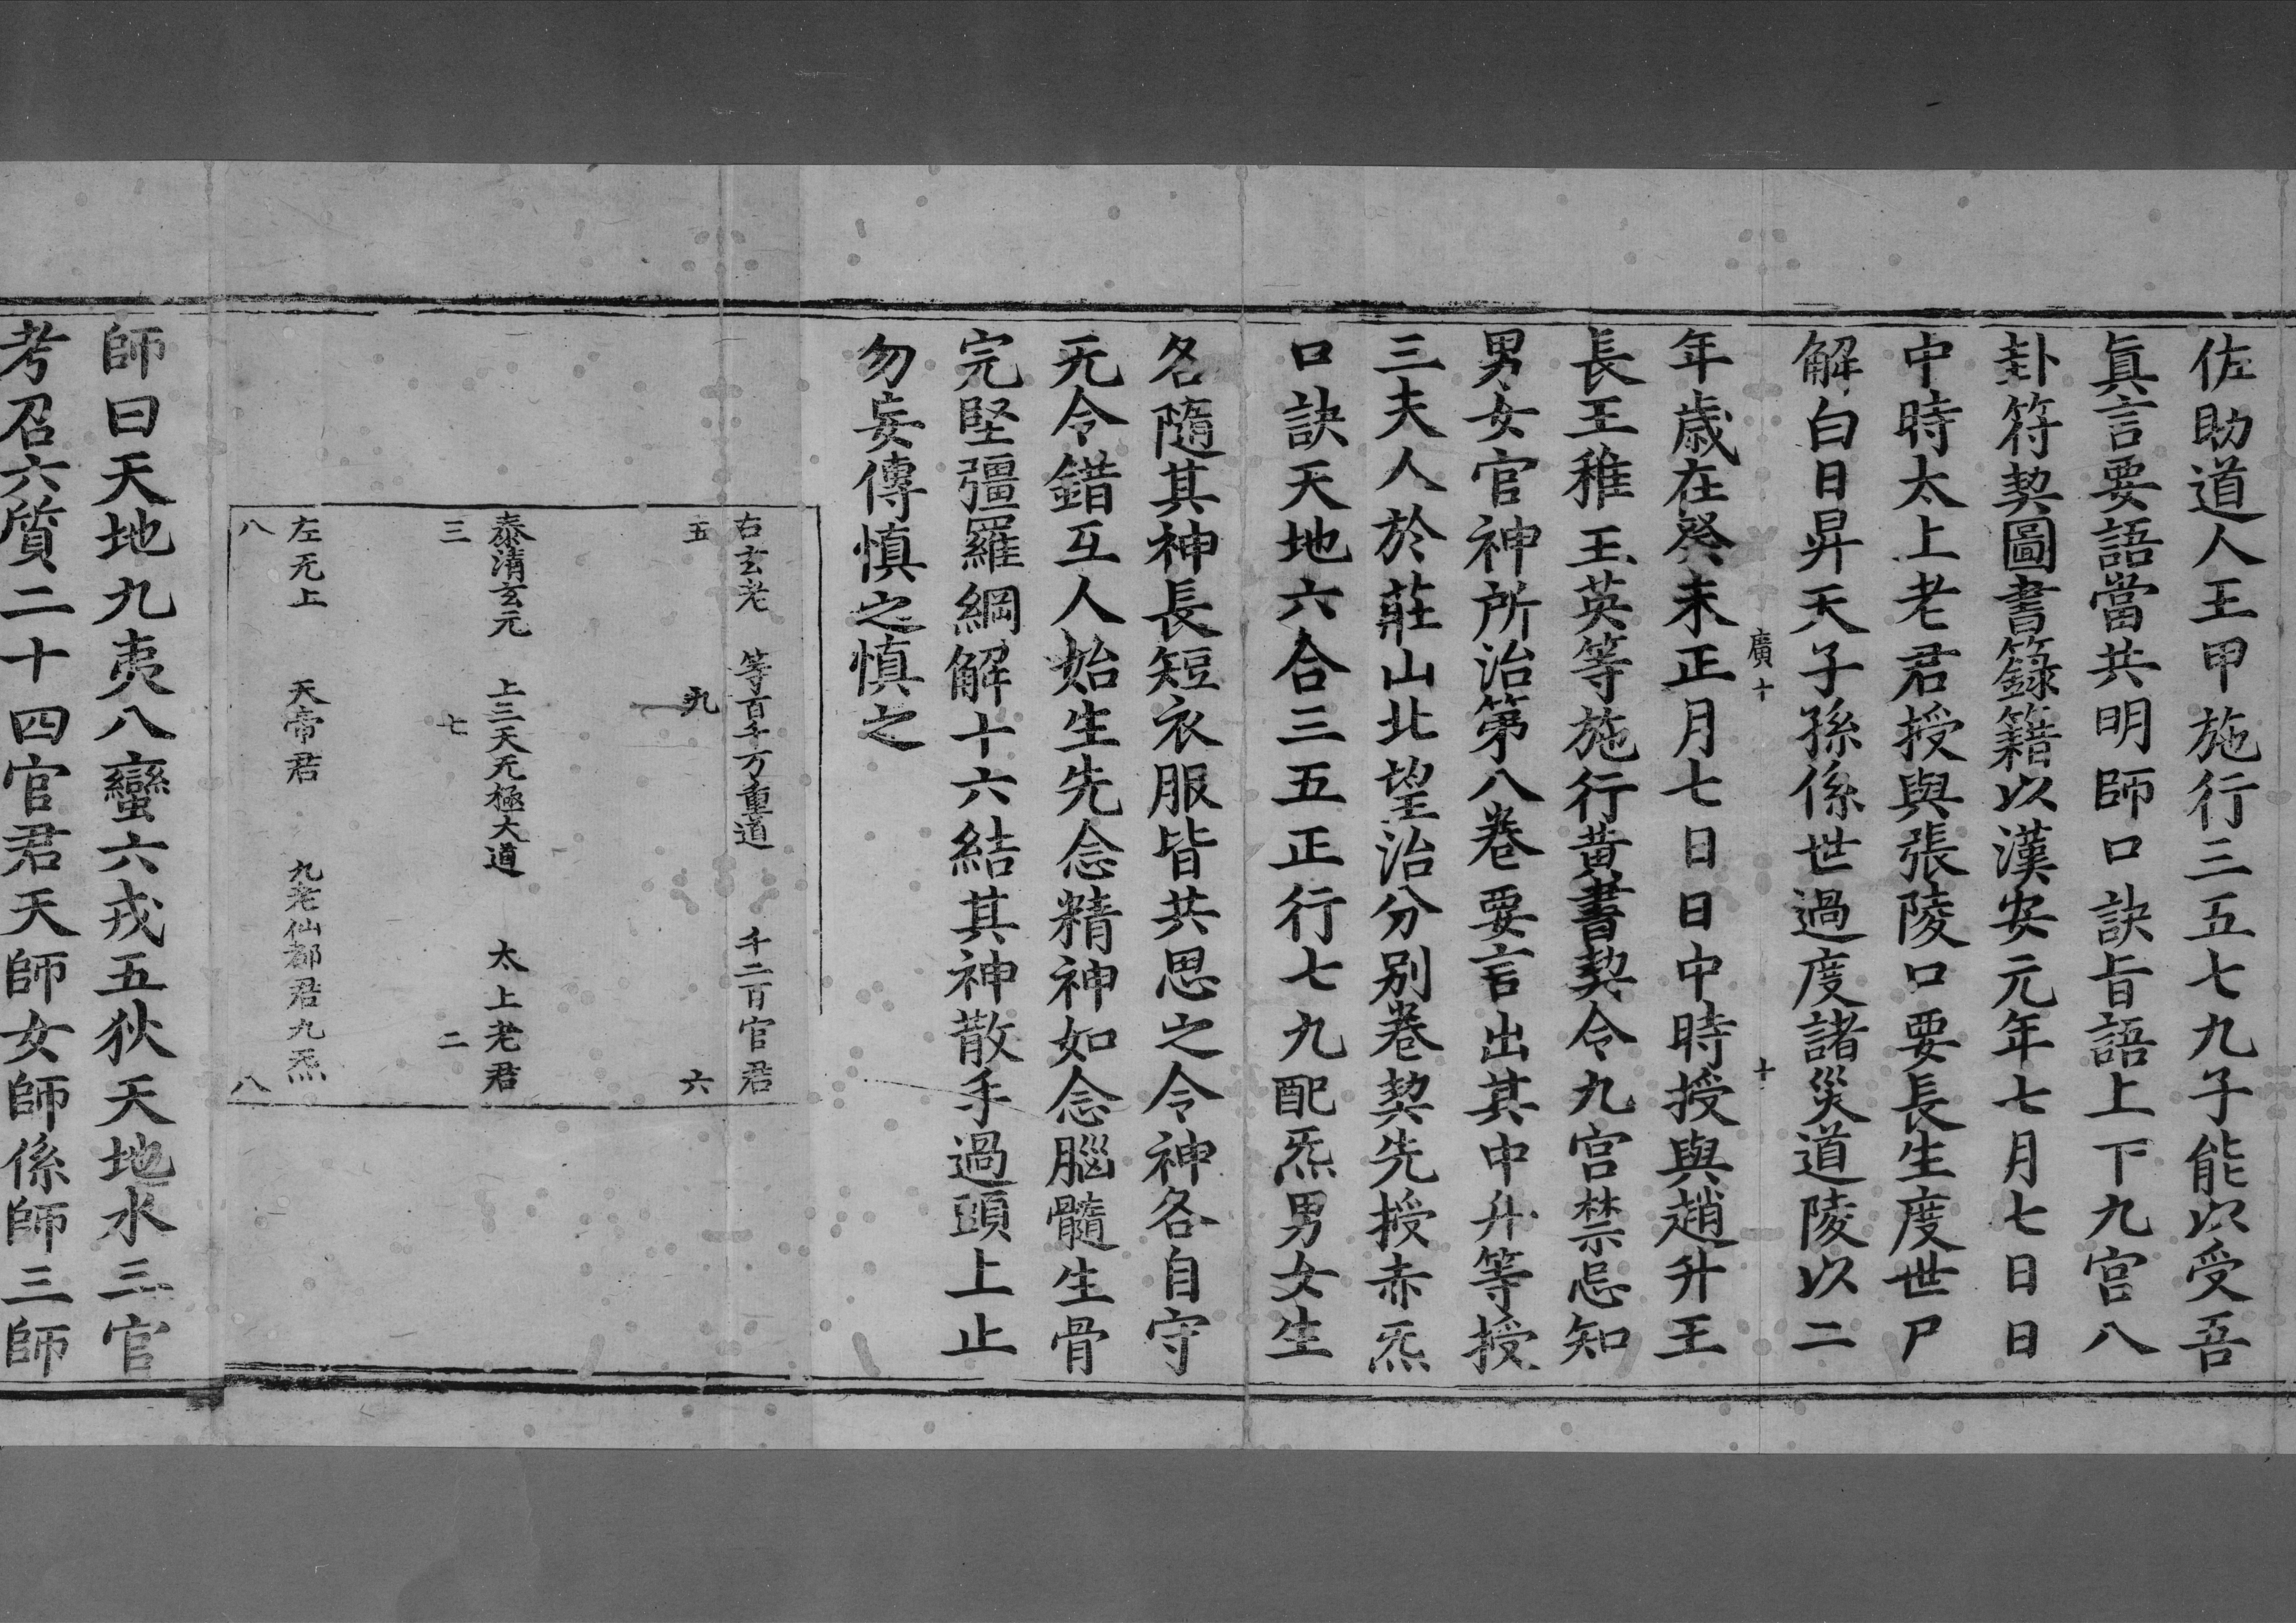 佐助道人王甲施行三五七九子能以受吾
真言要語當共明師口訣旨語上下九宮八
卦符契圖書籙籍以漢安元年七月七日日
中時太上老君授與張陵口要長生度世尸
解白日昇天子孫係世過度諸災道陵以二
廣十
十
年歲在癸未正月七日日中時授與趙升王
長王稚王英等施行黄書契令九宮禁忌知
男女官神所治第八卷要言出其中升等授
三夫人於莊山北望治分別卷契先授赤炁
口訣天地六合三五正行七九配炁男女生
名隨其神長短衣服皆共思之令神各自守
无令錯互人始生先念精神如念腦髓生骨
完堅彊羅綱解十六結其神散手過頭上止
勿妄傳慎之慎之
右玄老 等百千万重道 千二百官君
五 九 六
泰清玄元 上三天无極大道 太上老君
三 七 二
左无上 天帝君 九老仙都君九炁
八 八
師曰天地九夷八蠻六戎五狄天地水三官
考召六質二十四官君天師女師係師三師